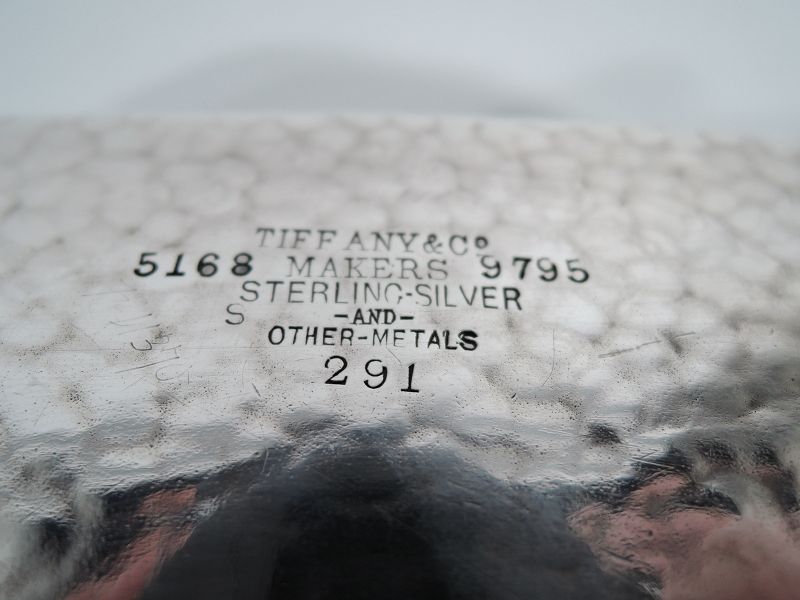 TIFFANY & Cº
5168 MAKERS 9795
STERLING-SILVER
S -AND-
OTHER-METALS
291